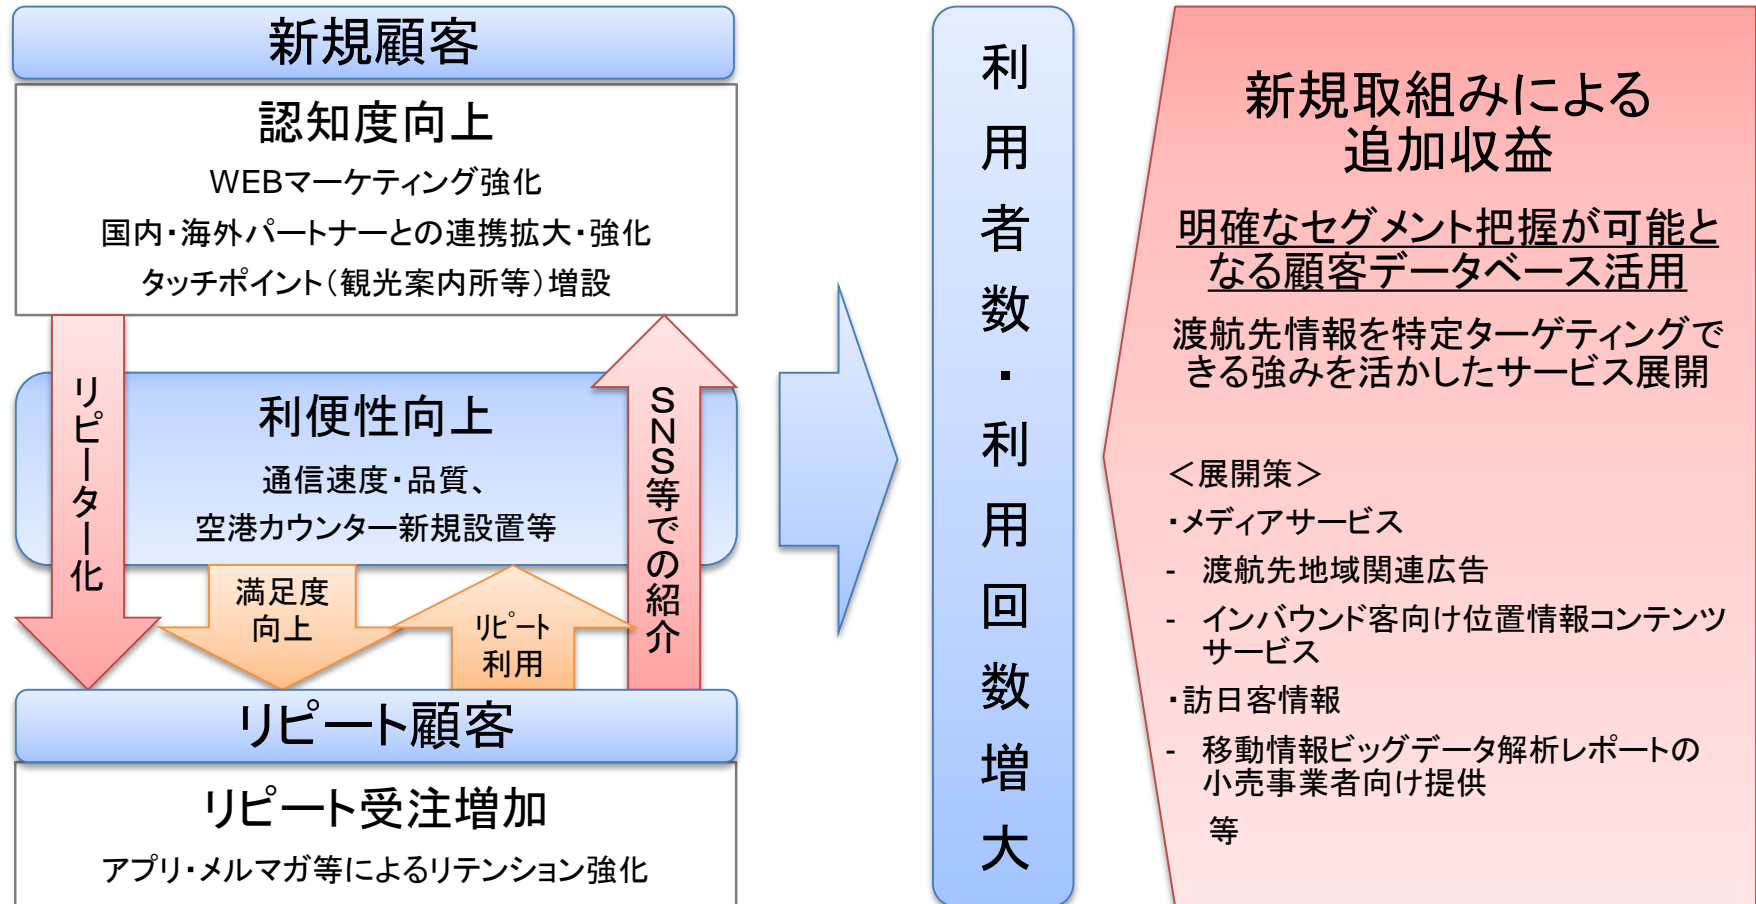 新規顧客
認知度向上
WEBマーケティング強化
国内・海外パートナーとの連携拡大・強化
タッチポイント（観光案内所等）増設
リピーター化
利便性向上
通信速度・品質、
空港カウンター新規設置等
SNS等での紹介
満足度
向上
リピート
利用
リピート顧客
リピート受注増加
アプリ・メルマガ等によるリテンション強化
利用者数・利用回数増大
新規取組みによる
追加収益
明確なセグメント把握が可能と
なる顧客データベース活用
渡航先情報を特定ターゲティングで
きる強みを活かしたサービス展開
＜展開策＞
・メディアサービス
- 渡航先地域関連広告
- インバウンド客向け位置情報コンテンツ
サービス
・訪日客情報
- 移動情報ビッグデータ解析レポートの
小売事業者向け提供
等